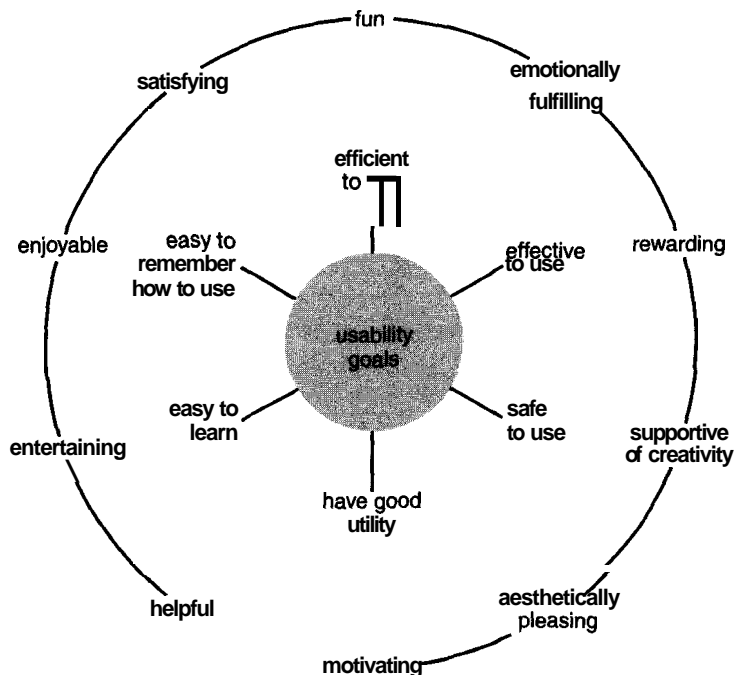 fun
satisfying
emotionally
fulfilling
efficient
to
enjoyable
easy to
remember
how to use
effective
to use
rewarding
usability
goals
easy to
learn
safe
to use
entertaining
supportive
of creativity
have good
utility
helpful
aesthetically
pleasing
motivating